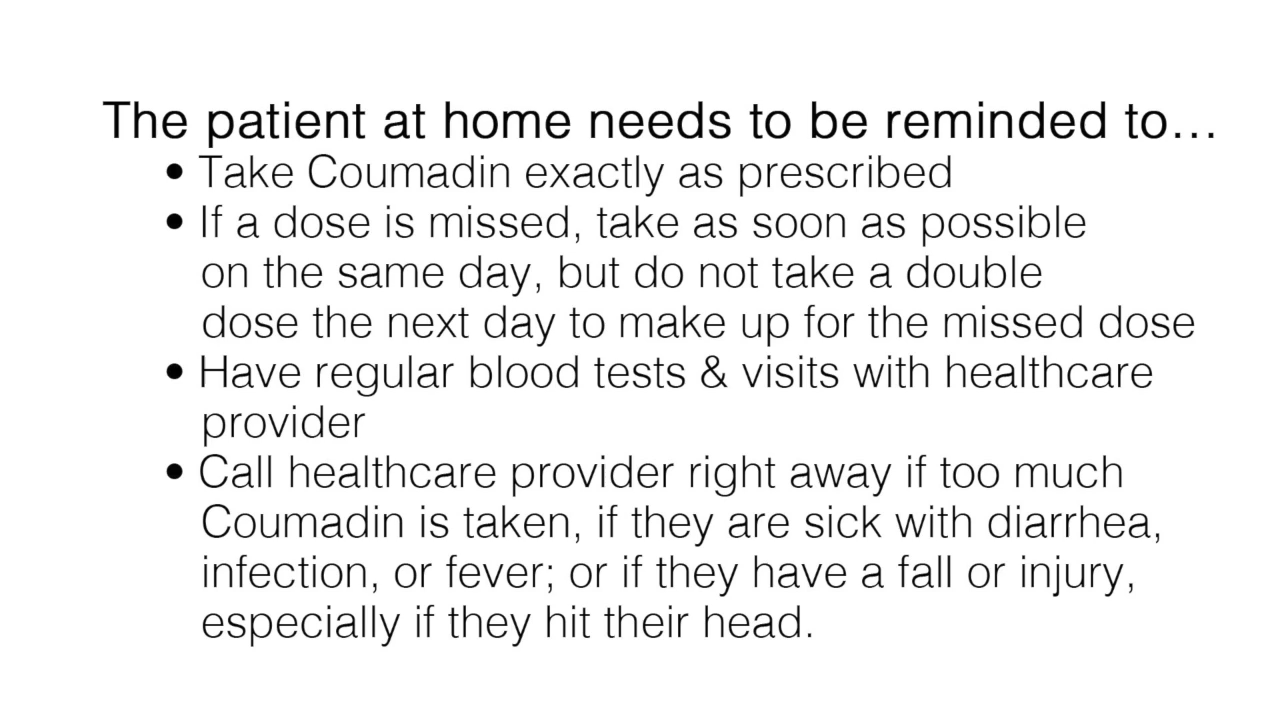 The patient at home needs to be reminded to...
• Take Coumadin exactly as prescribed
• If a dose is missed, take as soon as possible
on the same day, but do not take a double
dose the next day to make up for the missed dose
• Have regular blood tests & visits with healthcare
provider
• Call healthcare provider right away if too much
Coumadin is taken, if they are sick with diarrhea,
infection, or fever; or if they have a fall or injury,
especially if they hit their head.